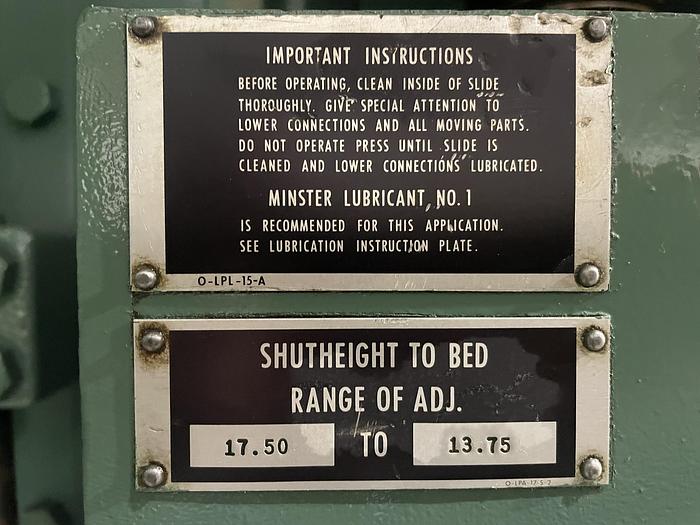 IMPORTANT INSTRUCTIONS
BEFORE OPERATING, CLEAN INSIDE OF SLIDE
THOROUGHLY. GIVE SPECIAL ATTENTION TO
LOWER CONNECTIONS AND ALL MOVING PARTS.
DO NOT OPERATE PRESS UNTIL SLIDE IS
CLEANED AND LOWER CONNECTIONS LUBRICATED.
MINSTER LUBRICANT, NO. 1
IS RECOMMENDED FOR THIS APPLICATION.
SEE LUBRICATION INSTRUCTION PLATE.
O-LPL-15-A
SHUTHEIGHT TO BED
RANGE OF ADJ.
17.50 TO 13.75
O-LPA-17-S-2